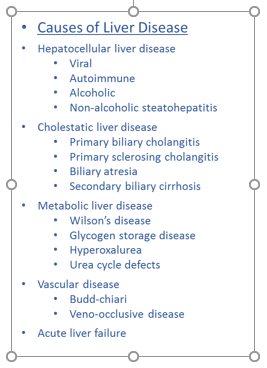 • Causes of Liver Disease
• Hepatocellular liver disease
• Viral
• Autoimmune
• Alcoholic
• Non-alcoholic steatohepatitis
• Cholestatic liver disease
• Primary biliary cholangitis
• Primary sclerosing cholangitis
• Biliary atresia
• Secondary biliary cirrhosis
• Metabolic liver disease
• Wilson's disease
• Glycogen storage disease
• Hyperoxalurea
• Urea cycle defects
• Vascular disease
• Budd-chiari
• Veno-occlusive disease
• Acute liver failure